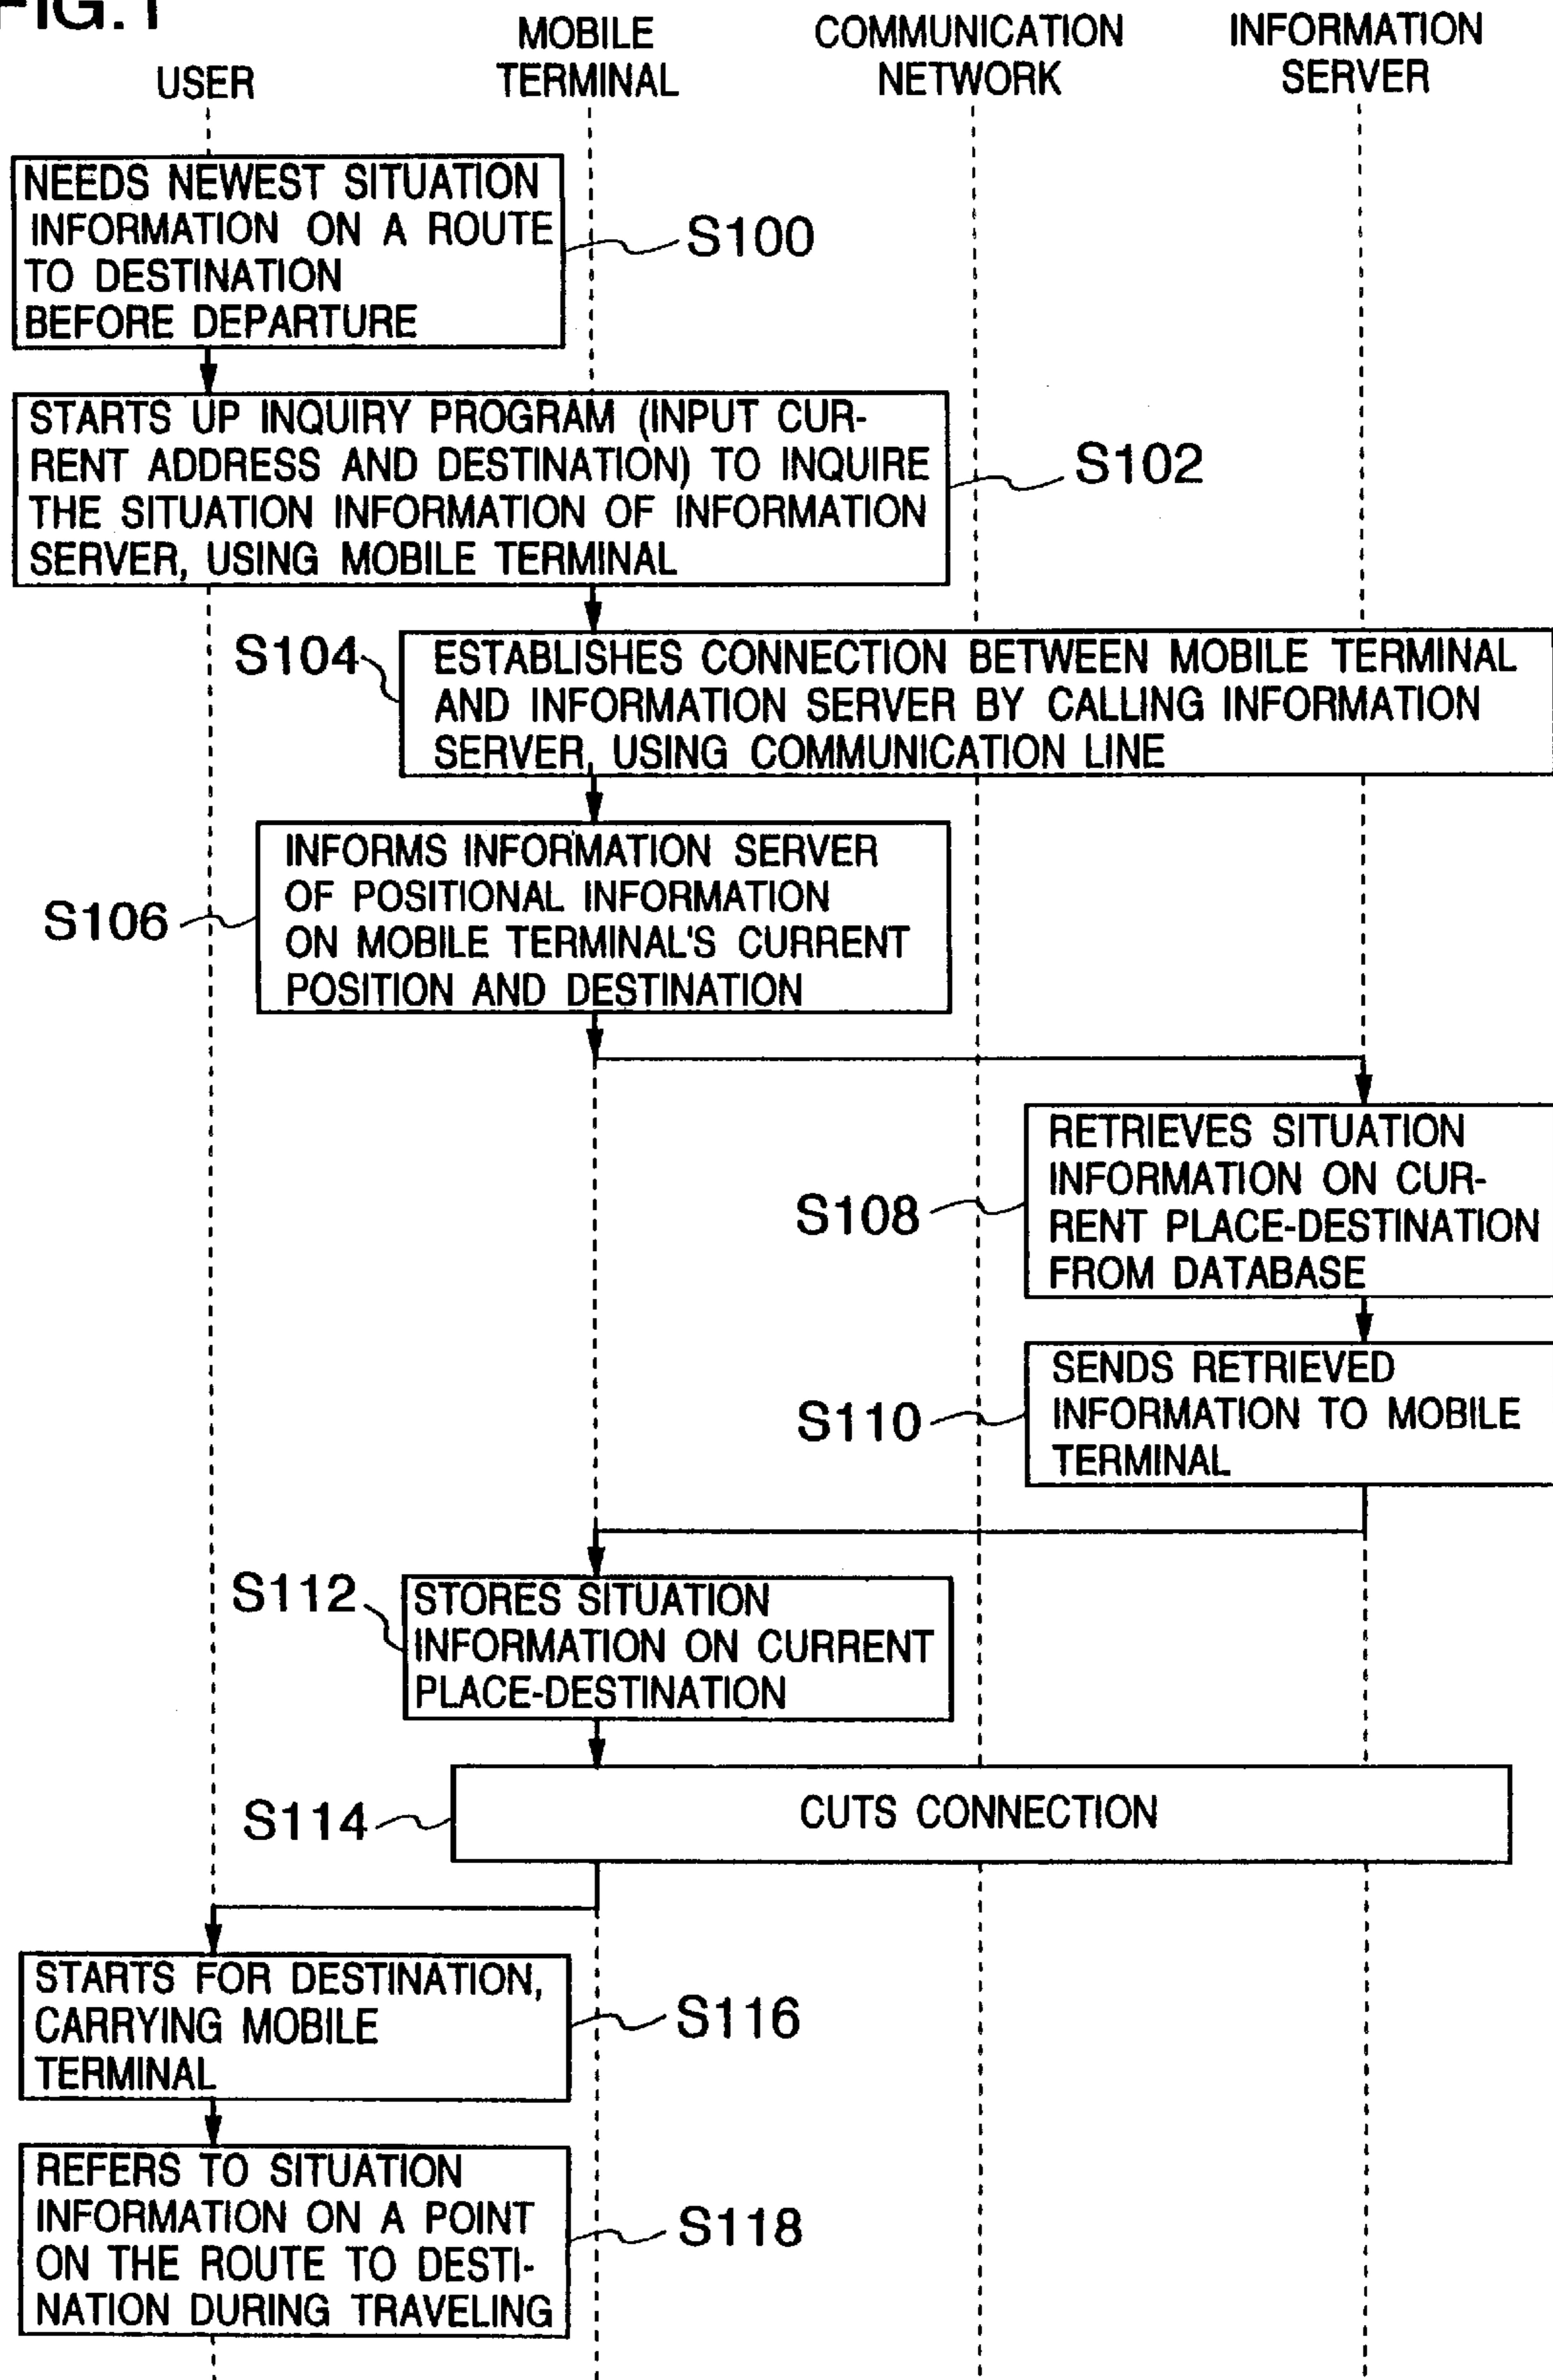 FIG. 1
USER
MOBILE
TERMINAL
COMMUNICATION
NETWORK
INFORMATION
SERVER
NEEDS NEWEST SITUATION
INFORMATION ON A ROUTE
TO DESTINATION
BEFORE DEPARTURE
S100
STARTS UP INQUIRY PROGRAM (INPUT CUR-
RENT ADDRESS AND DESTINATION) TO INQUIRE
THE SITUATION INFORMATION OF INFORMATION
SERVER, USING MOBILE TERMINAL
S102
S104
ESTABLISHES CONNECTION BETWEEN MOBILE TERMINAL
AND INFORMATION SERVER BY CALLING INFORMATION
SERVER, USING COMMUNICATION LINE
S106
INFORMS INFORMATION SERVER
OF POSITIONAL INFORMATION
ON MOBILE TERMINAL'S CURRENT
POSITION AND DESTINATION
S108
RETRIEVES SITUATION
INFORMATION ON CUR-
RENT PLACE-DESTINATION
FROM DATABASE
S110
SENDS RETRIEVED
INFORMATION TO MOBILE
TERMINAL
S112
STORES SITUATION
INFORMATION ON CURRENT
PLACE-DESTINATION
S114
CUTS CONNECTION
STARTS FOR DESTINATION,
CARRYING MOBILE
TERMINAL
S116
REFERS TO SITUATION
INFORMATION ON A POINT
ON THE ROUTE TO DESTI-
NATION DURING TRAVELING
S118